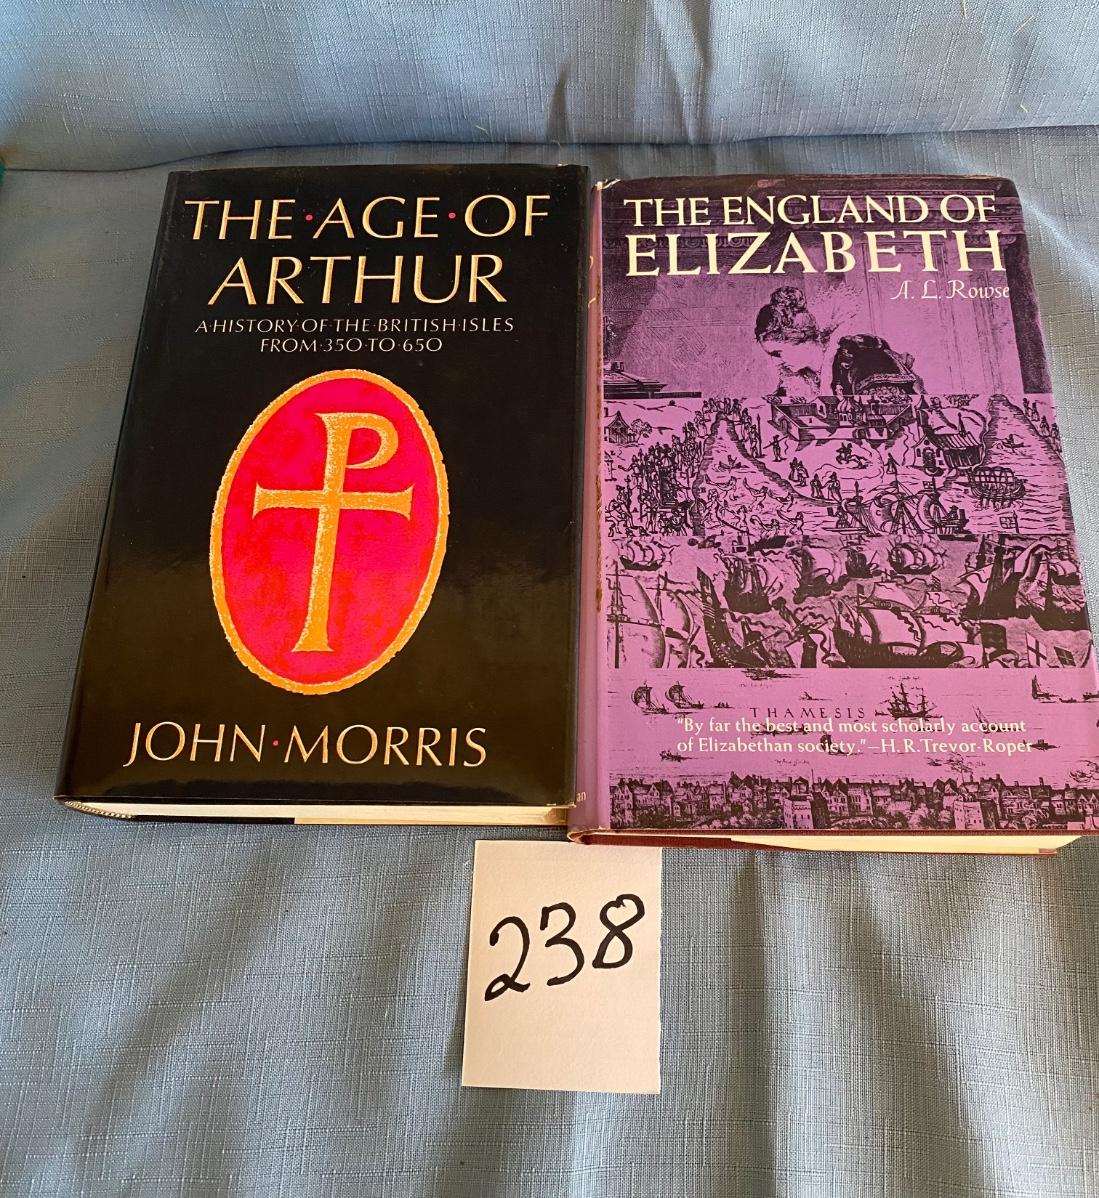 THE·AGE·OF
ARTHUR
A·HISTORY·OF·THE·BRITISH·ISLES
FROM·350·TO·650
JOHN·MORRIS
THE ENGLAND OF
ELIZABETH
A. L. Rowse
THAMESIS
“By far the best and most scholarly account
of Elizabethan society.”—H. R. Trevor-Roper
an
238